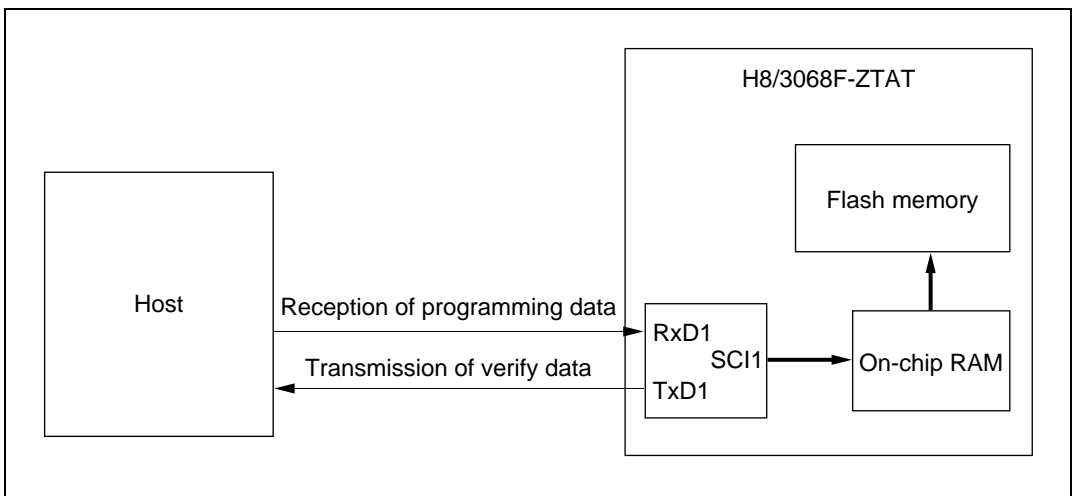 H8/3068F-ZTAT
Flash memory
Host
Reception of programming data
RxD1
SCI1
On-chip RAM
Transmission of verify data
TxD1